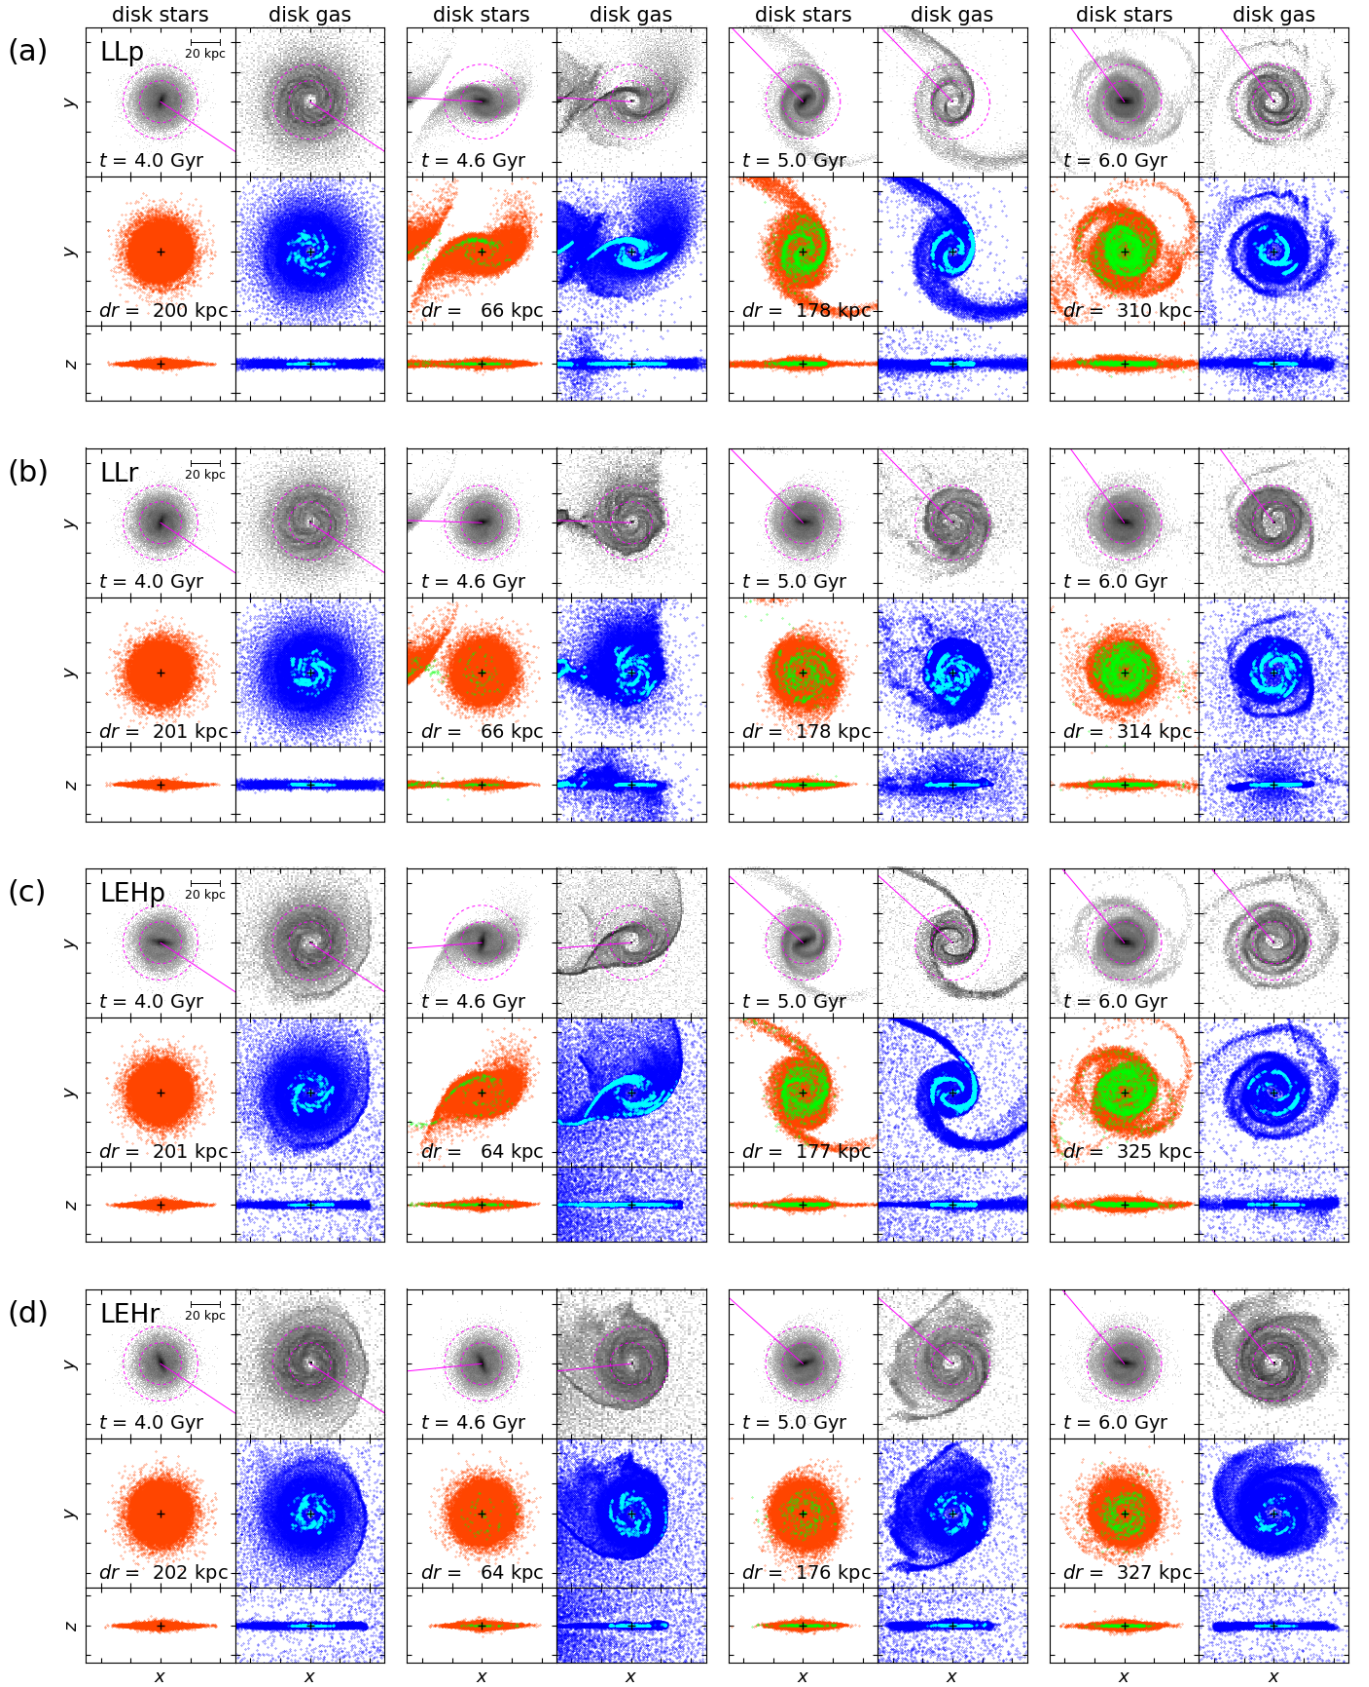 disk stars disk gas disk stars disk gas disk stars disk gas disk stars disk gas
(a) LLp 20 kpc
y
t = 4.0 Gyr t = 4.6 Gyr t = 5.0 Gyr t = 6.0 Gyr
y
dr = 200 kpc dr = 66 kpc dr = 178 kpc dr = 310 kpc
z
(b) LLr 20 kpc
y
t = 4.0 Gyr t = 4.6 Gyr t = 5.0 Gyr t = 6.0 Gyr
y
dr = 201 kpc dr = 66 kpc dr = 178 kpc dr = 314 kpc
z
(c) LEHp 20 kpc
y
t = 4.0 Gyr t = 4.6 Gyr t = 5.0 Gyr t = 6.0 Gyr
y
dr = 201 kpc dr = 64 kpc dr = 177 kpc dr = 325 kpc
z
(d) LEHr 20 kpc
y
t = 4.0 Gyr t = 4.6 Gyr t = 5.0 Gyr t = 6.0 Gyr
y
dr = 202 kpc dr = 64 kpc dr = 176 kpc dr = 327 kpc
z
x x x x x x x x